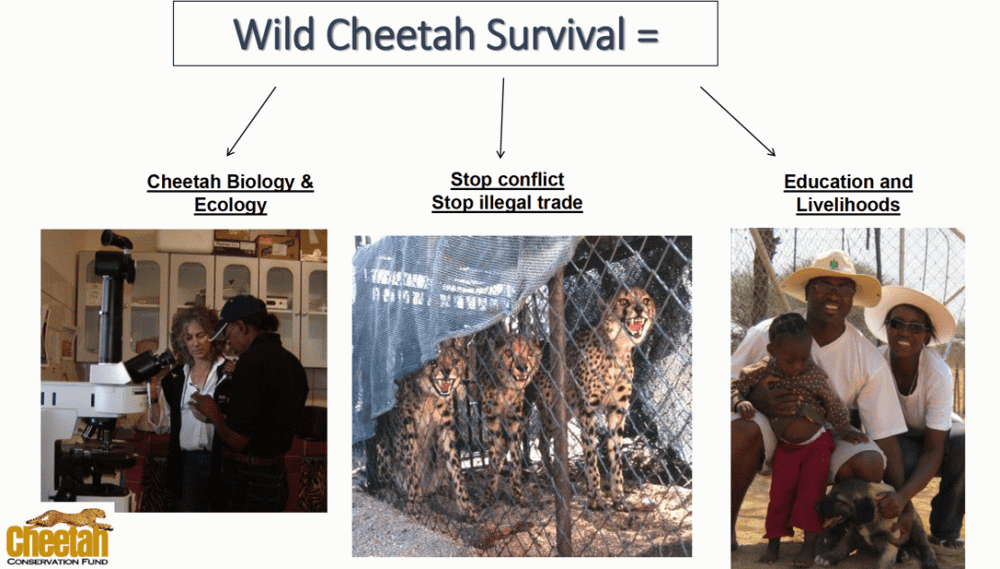 Wild Cheetah Survival =
Cheetah Biology &
Ecology
Stop conflict
Stop illegal trade
Education and
Livelihoods
Cheetah
CONSERVATION FUND